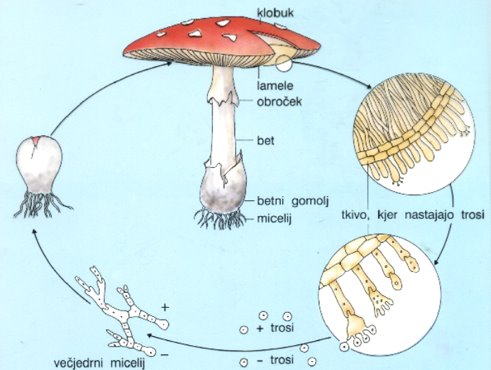 klobuk
lamele
obroček
bet
betni gomolj
micelij
tkivo, kjer nastajajo trosi
+
–
+ trosi
– trosi
večjedrni micelij